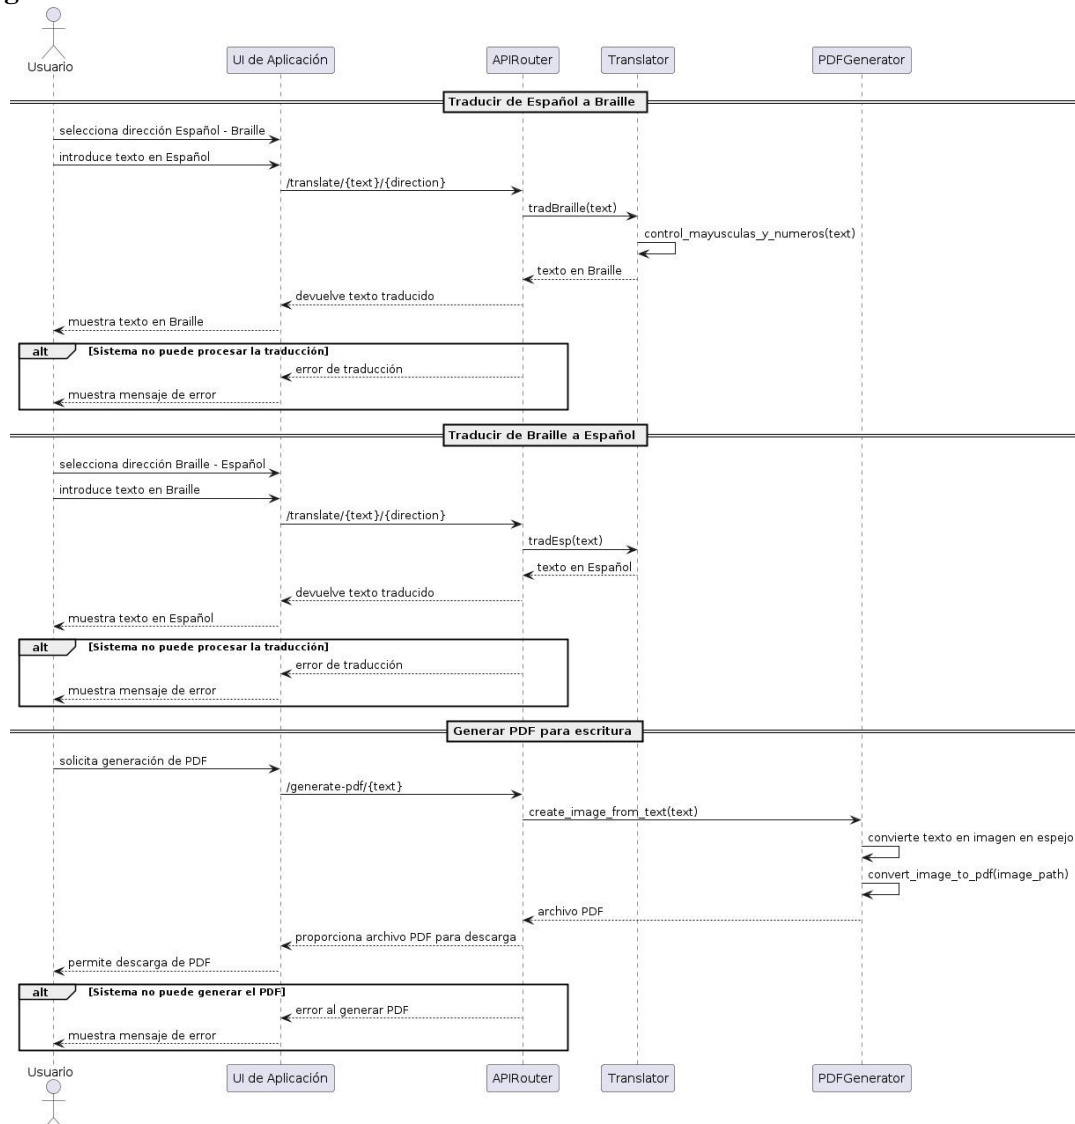 g
Usuario
UI de Aplicación
APIRouter
Translator
PDFGenerator
Traducir de Español a Braille
selecciona dirección Español - Braille
introduce texto en Español
/translate/{text}/{direction}
tradBraille(text)
control_mayusculas_y_numeros(text)
texto en Braille
devuelve texto traducido
muestra texto en Braille
alt [Sistema no puede procesar la traducción]
error de traducción
muestra mensaje de error
Traducir de Braille a Español
selecciona dirección Braille - Español
introduce texto en Braille
/translate/{text}/{direction}
tradEsp(text)
texto en Español
devuelve texto traducido
muestra texto en Español
alt [Sistema no puede procesar la traducción]
error de traducción
muestra mensaje de error
Generar PDF para escritura
solicita generación de PDF
/generate-pdf/{text}
create_image_from_text(text)
convierte texto en imagen en espejo
convert_image_to_pdf(image_path)
archivo PDF
proporciona archivo PDF para descarga
permite descarga de PDF
alt [Sistema no puede generar el PDF]
error al generar PDF
muestra mensaje de error
Usuario
UI de Aplicación
APIRouter
Translator
PDFGenerator